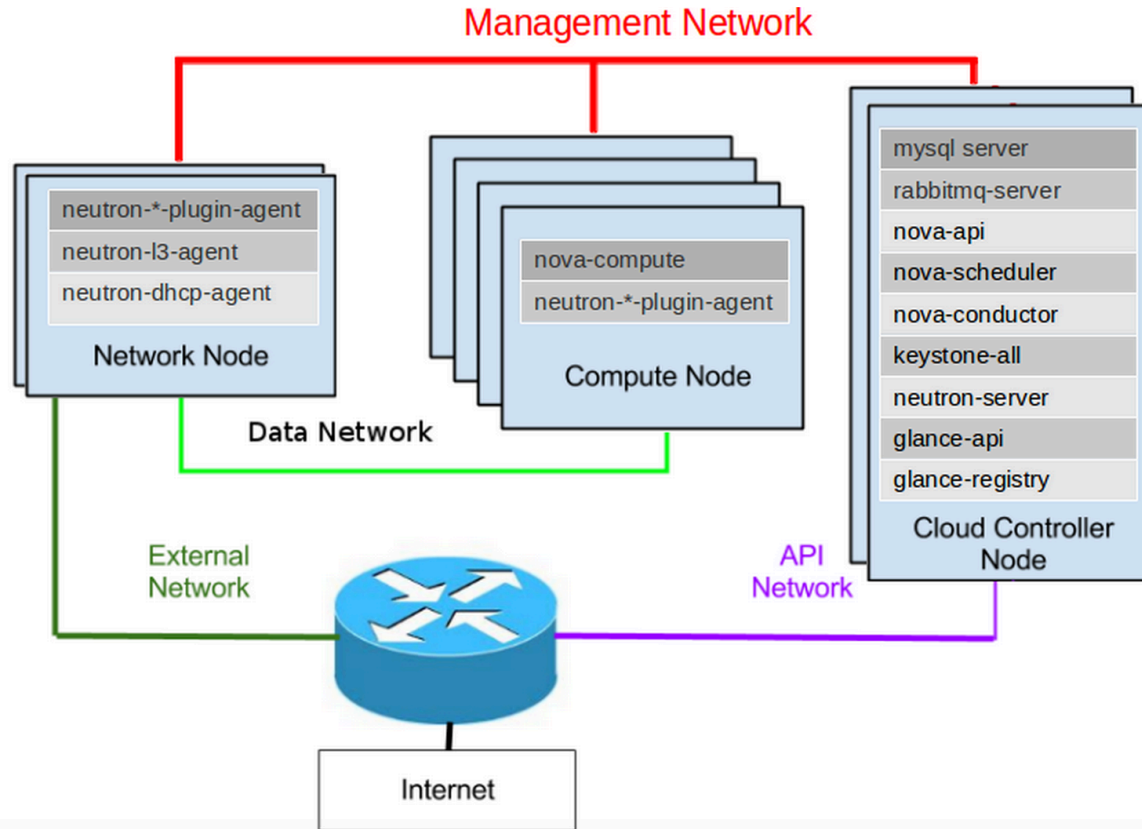 Management Network
neutron-*-plugin-agent
neutron-l3-agent
neutron-dhcp-agent
Network Node
nova-compute
neutron-*-plugin-agent
Compute Node
mysql server
rabbitmq-server
nova-api
nova-scheduler
nova-conductor
keystone-all
neutron-server
glance-api
glance-registry
Cloud Controller
Node
Data Network
External
Network
API
Network
Internet